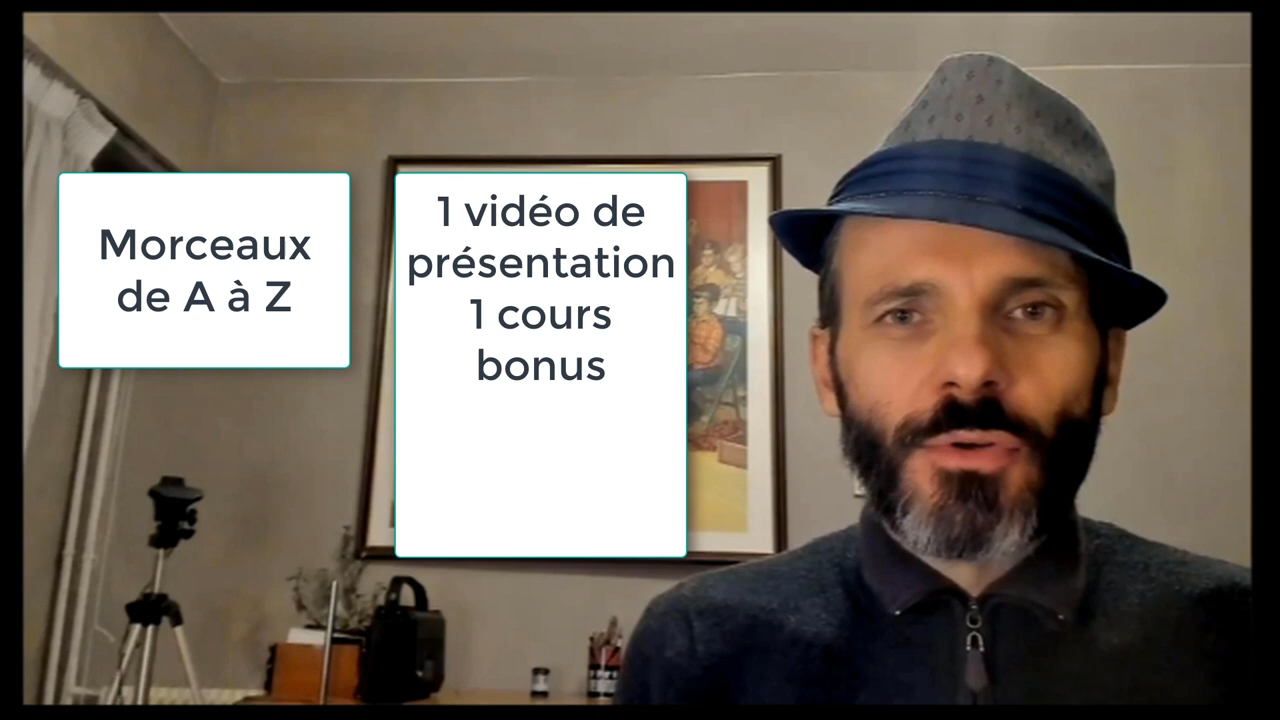 Morceaux
de A à Z
1 vidéo de
présentation
1 cours
bonus